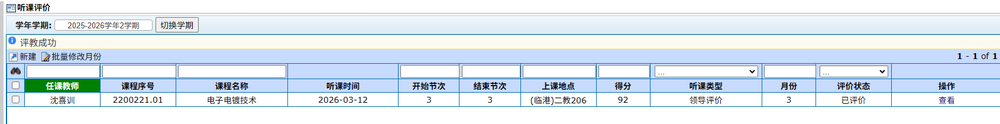 听课评价
学年学期: 2025-2026学年2学期 切换学期
评教成功
新建 批量修改月份 1 - 1 of 1
... ...
任课教师 课程序号 课程名称 听课时间 开始节次 结束节次 上课地点 得分 听课类型 月份 评价状态 操作
沈喜训 2200221.01 电子电镀技术 2026-03-12 3 3 (临港)二教206 92 领导评价 3 已评价 查看